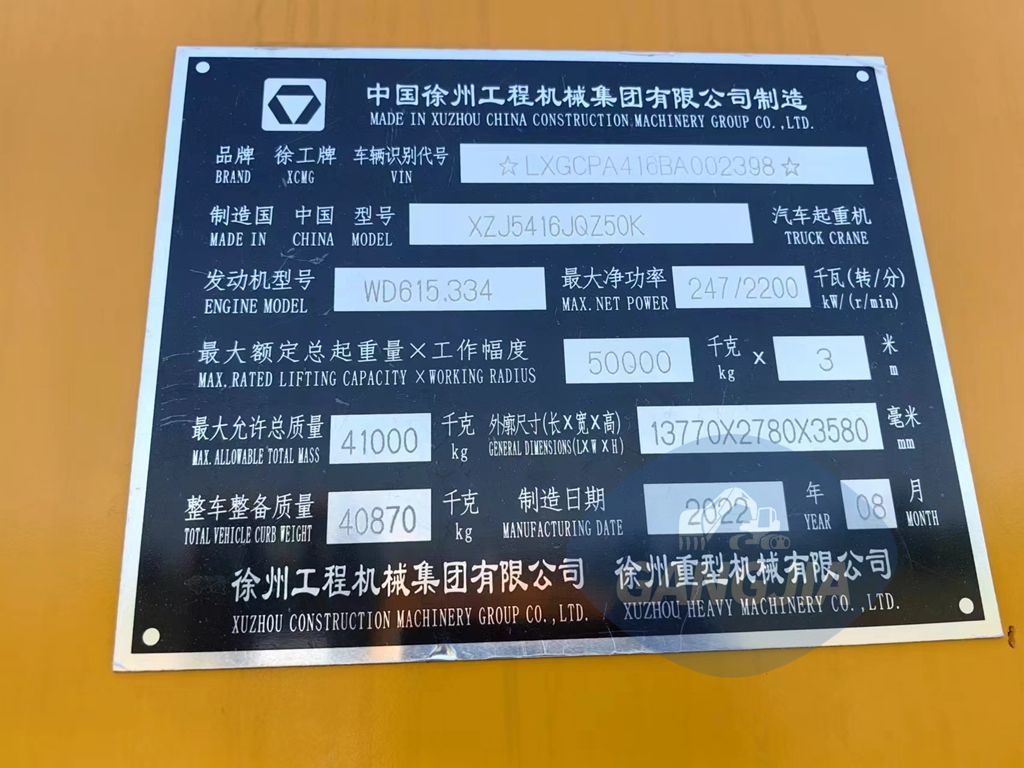 中国徐州工程机械集团有限公司制造
MADE IN XUZHOU CHINA CONSTRUCTION MACHINERY GROUP CO.,LTD.
品牌 徐工牌 车辆识别代号 ☆LXGCPA416BA002398☆
BRAND XCMG VIN
制造国 中国 型号 XZJ5416JQZ50K 汽车起重机
MADE IN CHINA MODEL TRUCK CRANE
发动机型号 WD615.334 最大净功率 247/2200 千瓦(转/分)
ENGINE MODEL MAX.NET POWER kW/(r/min)
最大额定总起重量×工作幅度 50000 千克 × 3 米
MAX.RATED LIFTING CAPACITY ×WORKING RADIUS kg m
最大允许总质量 41000 千克 外廓尺寸(长×宽×高) 13770X2780X3580 毫米
MAX.ALLOWABLE TOTAL MASS kg GENERAL DIMENSIONS(L×W×H) mm
整车整备质量 40870 千克 制造日期 2022 年 08 月
TOTAL VEHICLE CURB WEIGHT kg MANUFACTURING DATE YEAR MONTH
徐州工程机械集团有限公司 徐州重型机械有限公司
XUZHOU CONSTRUCTION MACHINERY GROUP CO.,LTD. XUZHOU HEAVY MACHINERY CO.,LTD.
GANGJIA